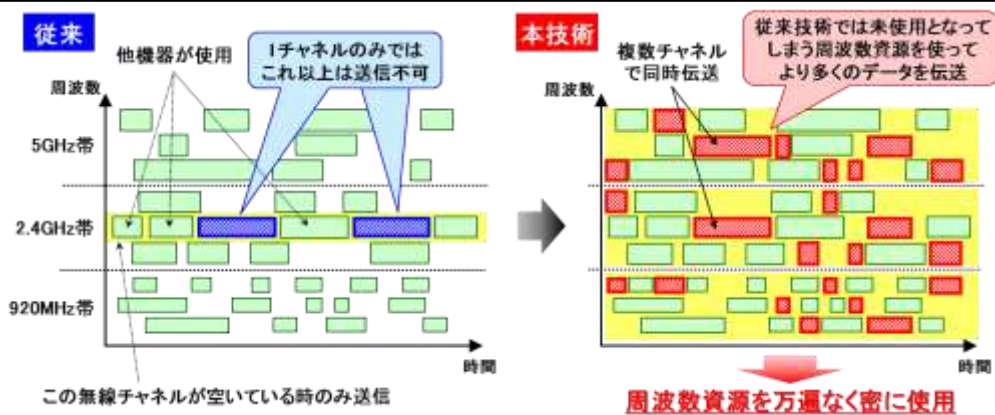 従来
他機器が使用
1チャネルのみでは
これ以上は送信不可
周波数
5GHz帯
2.4GHz帯
920MHz帯
時間
この無線チャネルが空いている時のみ送信
本技術
複数チャネル
で同時伝送
従来技術では未使用となって
しまう周波数資源を使って
より多くのデータを伝送
周波数
時間
周波数資源を万遍なく密に使用